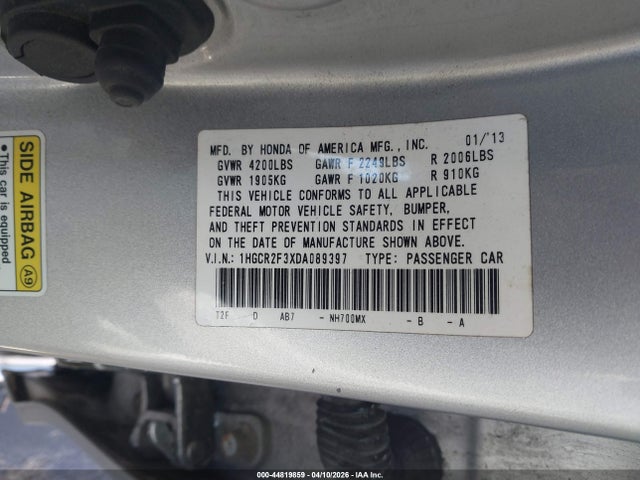 MFD. BY HONDA OF AMERICA MFG., INC. 01/'13
GVWR 4200LBS GAWR F 2249LBS R 2006LBS
GVWR 1905KG GAWR F 1020KG R 910KG
THIS VEHICLE CONFORMS TO ALL APPLICABLE
FEDERAL MOTOR VEHICLE SAFETY, BUMPER,
AND THEFT PREVENTION STANDARDS IN EFFECT
ON THE DATE OF MANUFACTURE SHOWN ABOVE.
V.I.N.: 1HGCR2F3XDA089397 TYPE: PASSENGER CAR
T2F D AB7 - NH700MX - B - A
SIDE AIRBAG A9
This car is equipped
000-44819859 - 04/10/2026 - IAA Inc.